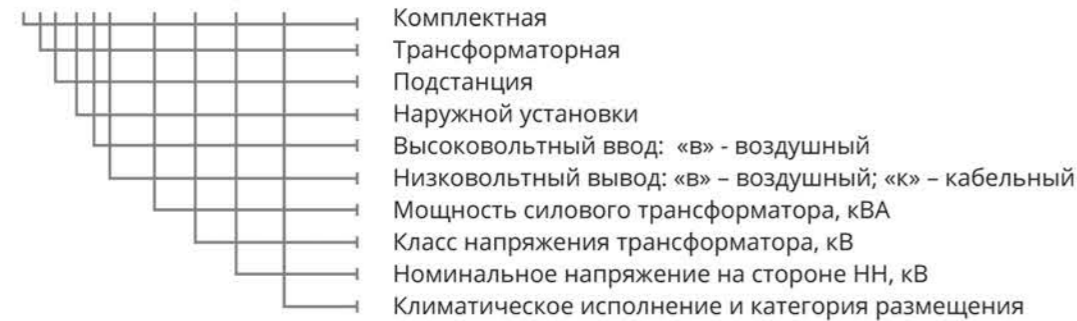 Комплектная
Трансформаторная
Подстанция
Наружной установки
Высоковольтный ввод: «в» - воздушный
Низковольтный вывод: «в» – воздушный; «к» – кабельный
Мощность силового трансформатора, кВА
Класс напряжения трансформатора, кВ
Номинальное напряжение на стороне НН, кВ
Климатическое исполнение и категория размещения